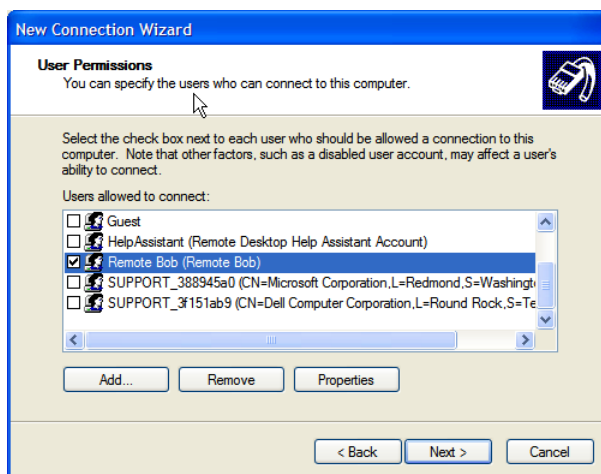 New Connection Wizard
User Permissions
You can specify the users who can connect to this computer.
Select the check box next to each user who should be allowed a connection to this
computer. Note that other factors, such as a disabled user account, may affect a user's
ability to connect.
Users allowed to connect:
Guest
HelpAssistant (Remote Desktop Help Assistant Account)
Remote Bob (Remote Bob)
SUPPORT_388945a0 (CN=Microsoft Corporation,L=Redmond,S=Washingt
SUPPORT_3f151ab9 (CN=Dell Computer Corporation,L=Round Rock,S=Te
Add... Remove Properties
< Back Next > Cancel